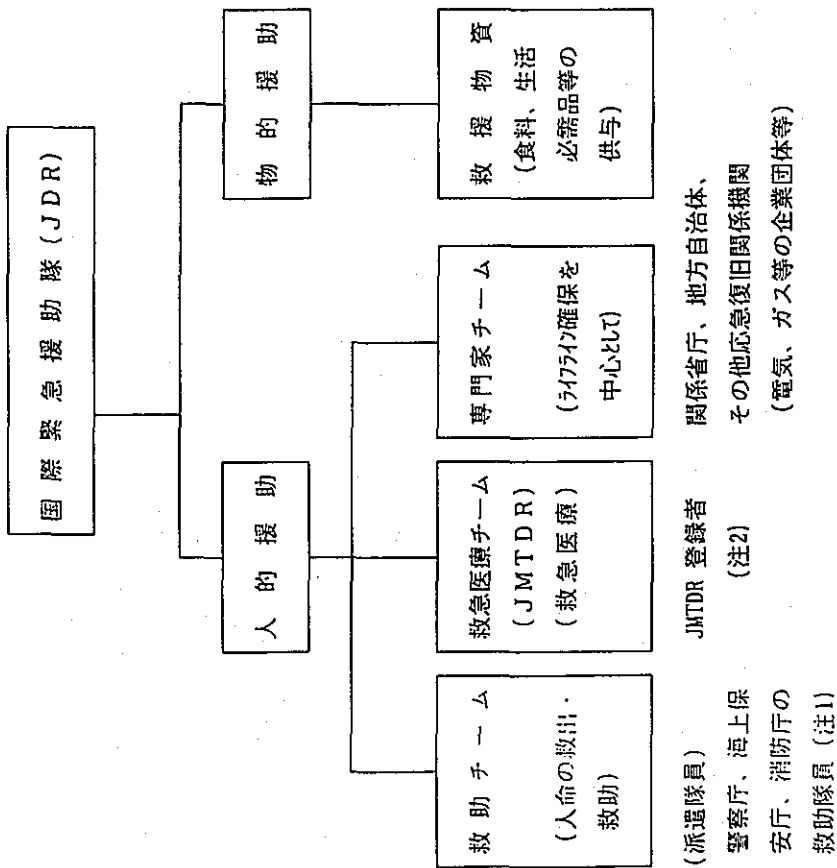 国際緊急援助隊(JDR)
人的援助
物的援助
救助チーム
(人命の救出・
救助)
救急医療チーム
(JMTDR)
(救急医療)
専門家チーム
(ライフライン確保を
中心として)
救援物資
(食料、生活
必需品等の
供与)
(派遣隊員)
警察庁、海上保
安庁、消防庁の
救助隊員 (注1)
JMTDR 登録者
(注2)
関係省庁、地方自治体、
その他応急復旧関係機関
(電気、ガス等の企業団体等)